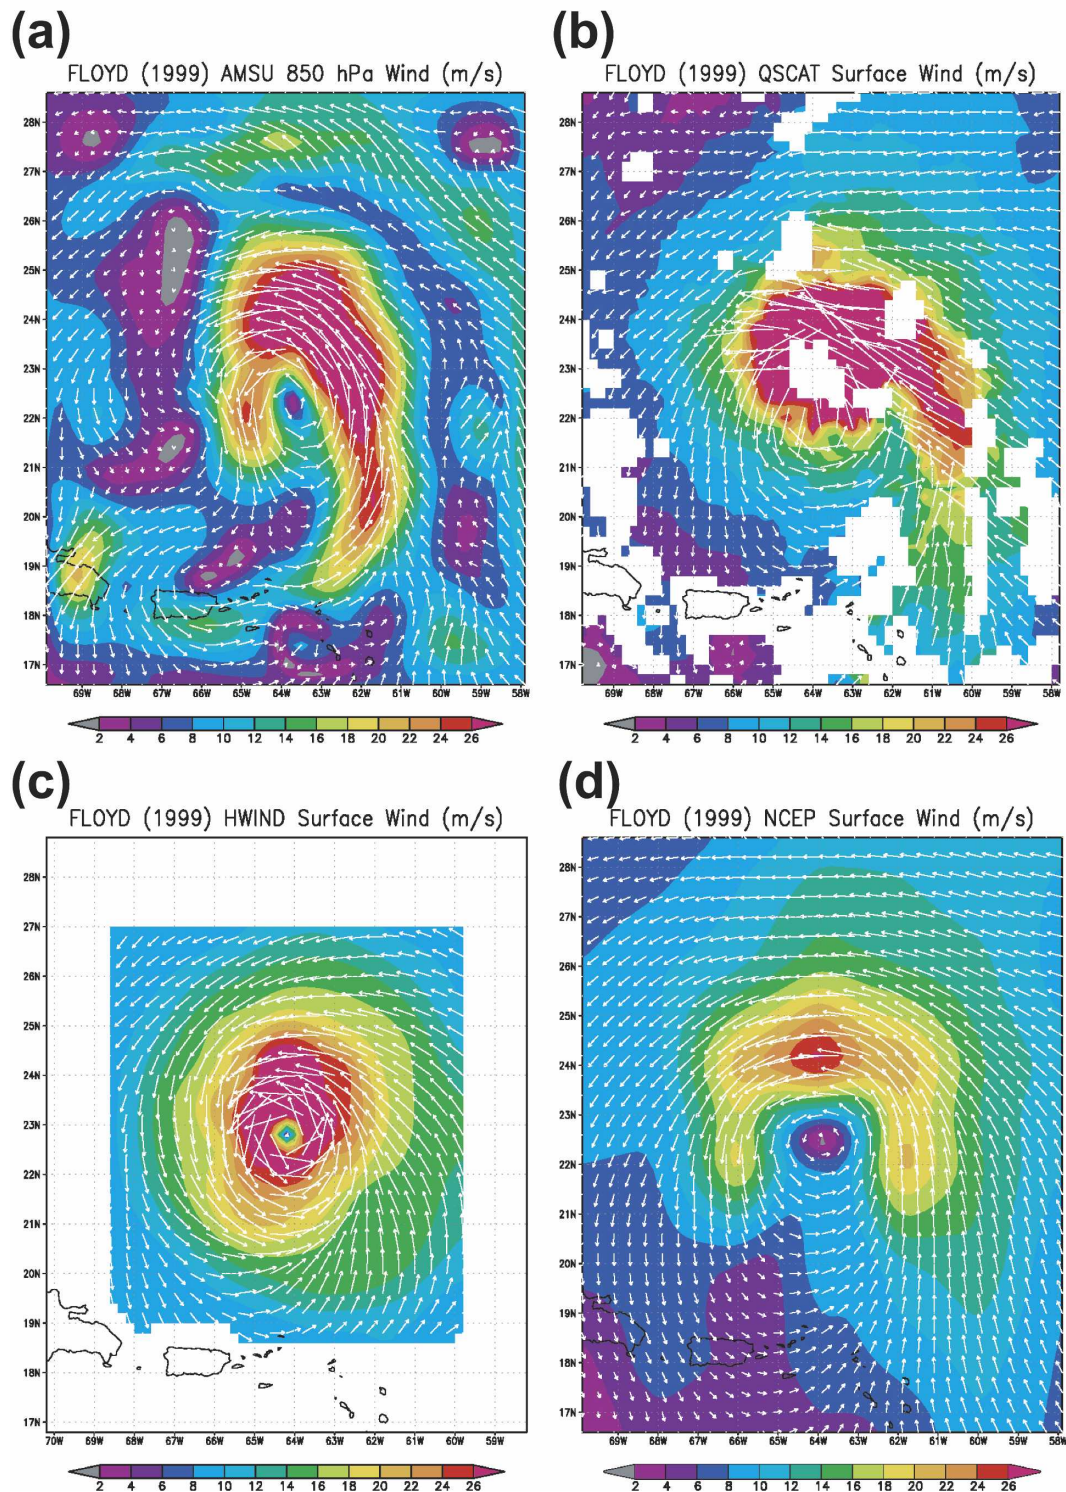 (a)
FLOYD (1999) AMSU 850 hPa Wind (m/s)
28N
27N
26N
25N
24N
23N
22N
21N
20N
19N
18N
17N
69W 68W 67W 66W 65W 64W 63W 62W 61W 60W 59W 58W
2 4 6 8 10 12 14 16 18 20 22 24 26
(b)
FLOYD (1999) QSCAT Surface Wind (m/s)
28N
27N
26N
25N
24N
23N
22N
21N
20N
19N
18N
17N
69W 68W 67W 66W 65W 64W 63W 62W 61W 60W 59W 58W
2 4 6 8 10 12 14 16 18 20 22 24 26
(c)
FLOYD (1999) HWIND Surface Wind (m/s)
28N
27N
26N
25N
24N
23N
22N
21N
20N
19N
18N
17N
70W 69W 68W 67W 66W 65W 64W 63W 62W 61W 60W 59W
2 4 6 8 10 12 14 16 18 20 22 24 26
(d)
FLOYD (1999) NCEP Surface Wind (m/s)
28N
27N
26N
25N
24N
23N
22N
21N
20N
19N
18N
17N
69W 68W 67W 66W 65W 64W 63W 62W 61W 60W 59W 58W
2 4 6 8 10 12 14 16 18 20 22 24 26